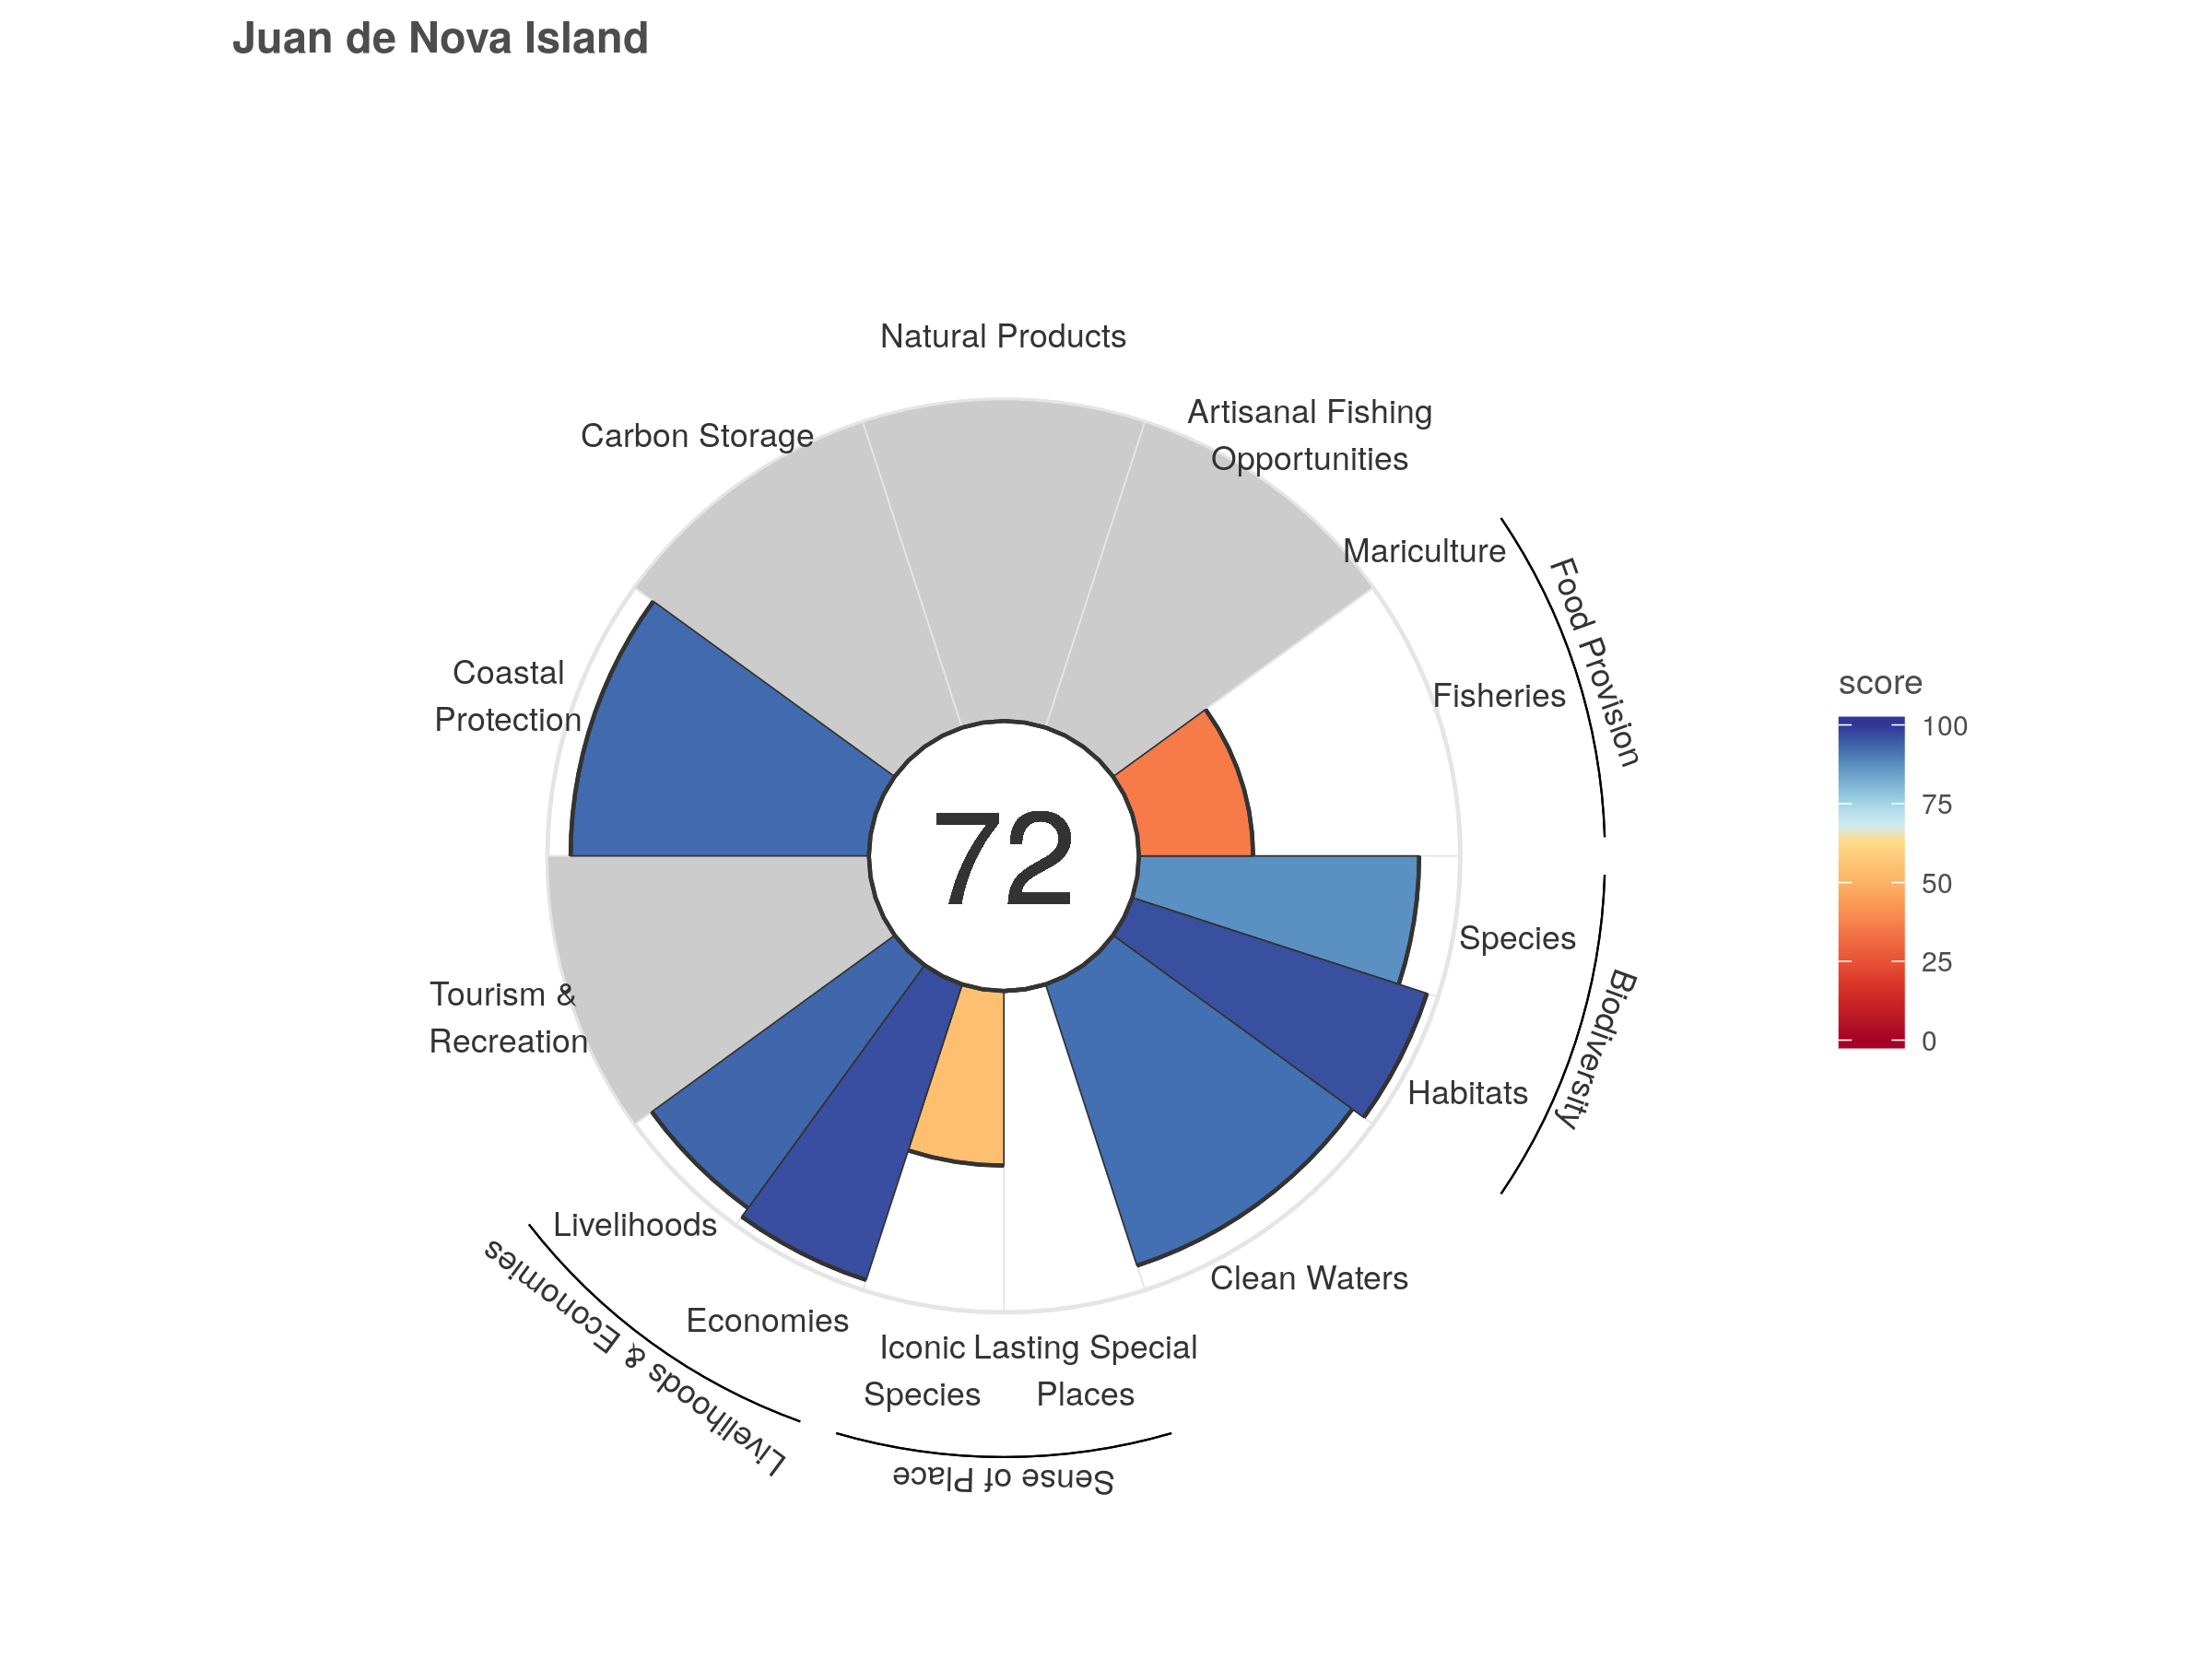 Juan de Nova Island
Natural Products
Artisanal Fishing
Opportunities
Carbon Storage
Mariculture
Food Provision
Fisheries
Coastal
Protection
72
Species
Biodiversity
Habitats
Tourism &
Recreation
Livelihoods
Livelihoods & Economies
Clean Waters
Economies
Iconic
Species
Lasting Special
Places
Sense of Place
score
100
75
50
25
0